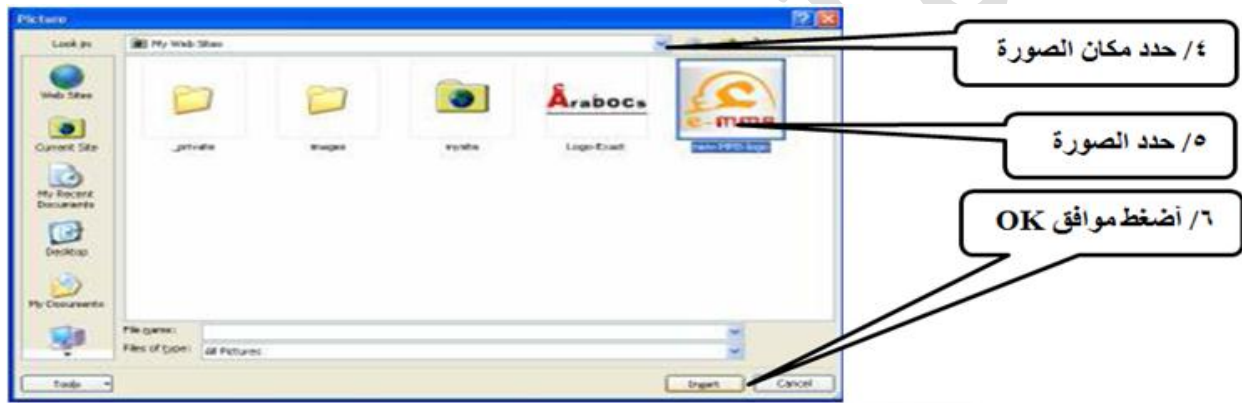 Picture
Look in:
My Web Sites
٤/ حدد مكان الصورة
Web Sites
Current Site
My Recent
Documents
Desktop
My Documents
_private
images
mysite
Arabocs
Logo-Exact
e-mms
٥/ حدد الصورة
٦/ أضغط موافق OK
File name:
Files of type:
All Pictures
Tools
Insert
Cancel